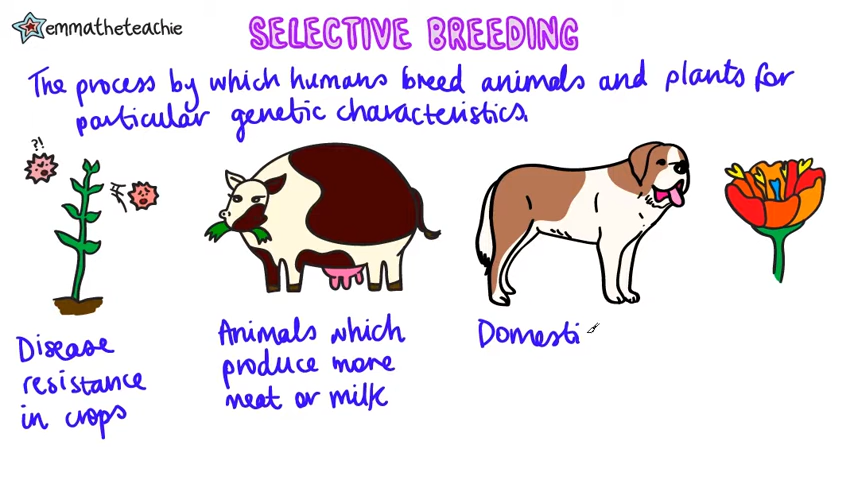 emmatheteachie
SELECTIVE BREEDING
The process by which humans breed animals and plants for
particular genetic characteristics.
?!
Disease
resistance
in crops
Animals which
produce more
meat or milk
Domesti